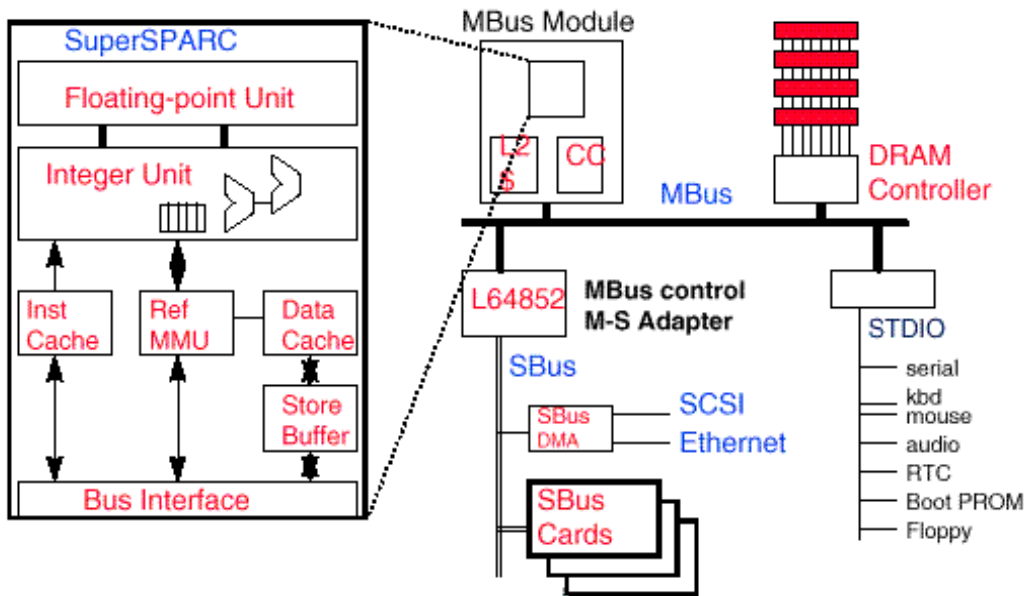 SuperSPARC
Floating-point Unit
Integer Unit
Inst
Cache
Ref
MMU
Data
Cache
Store
Buffer
Bus Interface
MBus Module
L2
$
CC
DRAM
Controller
MBus
L64852
MBus control
M-S Adapter
SBus
SBus
DMA
SCSI
Ethernet
SBus
Cards
STDIO
serial
kbd
mouse
audio
RTC
Boot PROM
Floppy